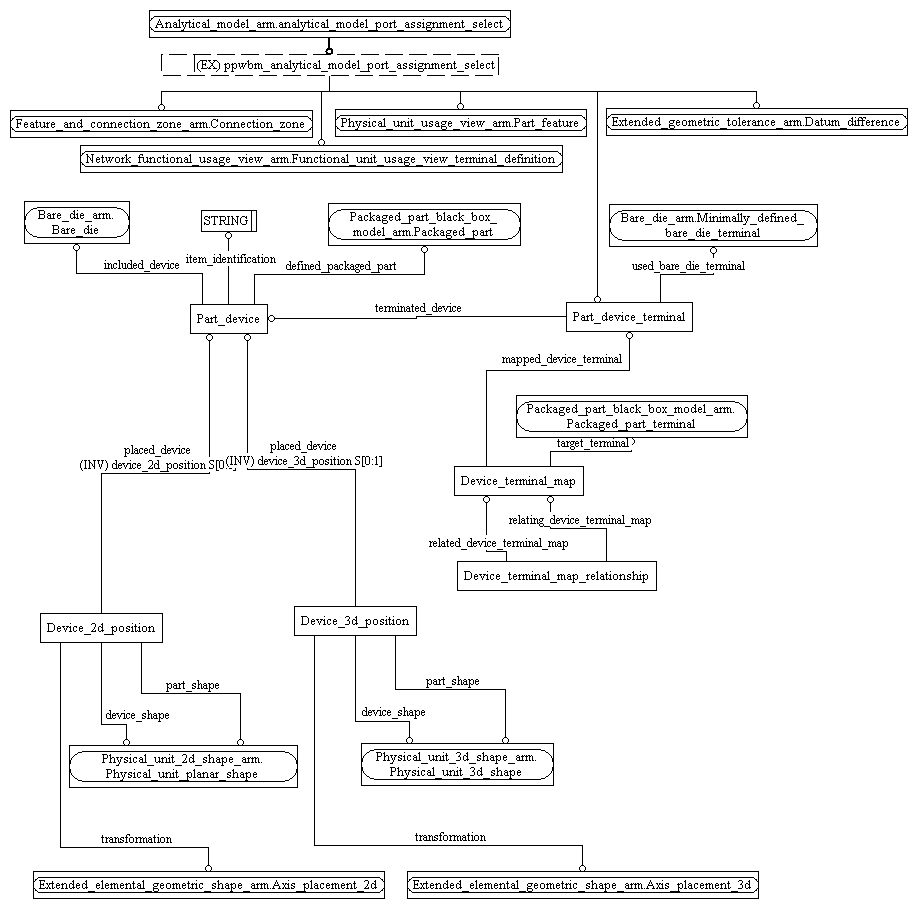 Analytical_model_arm.analytical_model_port_assignment_select
(EX) ppwbm_analytical_model_port_assignment_select
Feature_and_connection_zone_arm.Connection_zone
Physical_unit_usage_view_arm.Part_feature
Extended_geometric_tolerance_arm.Datum_difference
Network_functional_usage_view_arm.Functional_unit_usage_view_terminal_definition
Bare_die_arm.
Bare_die
STRING
Packaged_part_black_box_
model_arm.Packaged_part
Bare_die_arm.Minimally_defined_
bare_die_terminal
included_device
item_identification
defined_packaged_part
used_bare_die_terminal
Part_device
terminated_device
Part_device_terminal
mapped_device_terminal
Packaged_part_black_box_model_arm.
Packaged_part_terminal
target_terminal
placed_device
(INV) device_2d_position S[0:
placed_device
(INV) device_3d_position S[0:1]
Device_terminal_map
relating_device_terminal_map
related_device_terminal_map
Device_terminal_map_relationship
Device_2d_position
Device_3d_position
part_shape
device_shape
part_shape
device_shape
Physical_unit_2d_shape_arm.
Physical_unit_planar_shape
Physical_unit_3d_shape_arm.
Physical_unit_3d_shape
transformation
transformation
Extended_elemental_geometric_shape_arm.Axis_placement_2d
Extended_elemental_geometric_shape_arm.Axis_placement_3d